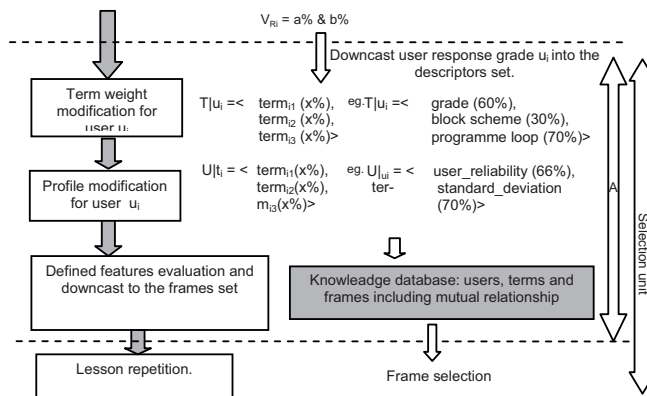 V_Ri = a% & b%
Downcast user response grade u_i into the
descriptors set.
Term weight
modification for
user u_i
T|u_i =< term_i1 (x%), eg.T|u_i =< grade (60%),
term_i2 (x%), block scheme (30%),
term_i3 (x%)> programme loop (70%)>
U|t_i =< term_i1(x%), eg. U|_ui =< user_reliability (66%),
term_i2(x%), ter- standard_deviation
m_i3(x%)> (70%)>
Profile modification
for user u_i
A
Selection unit
Defined features evaluation and
downcast to the frames set
Knowleadge database: users, terms and
frames including mutual relationship
Lesson repetition.
Frame selection